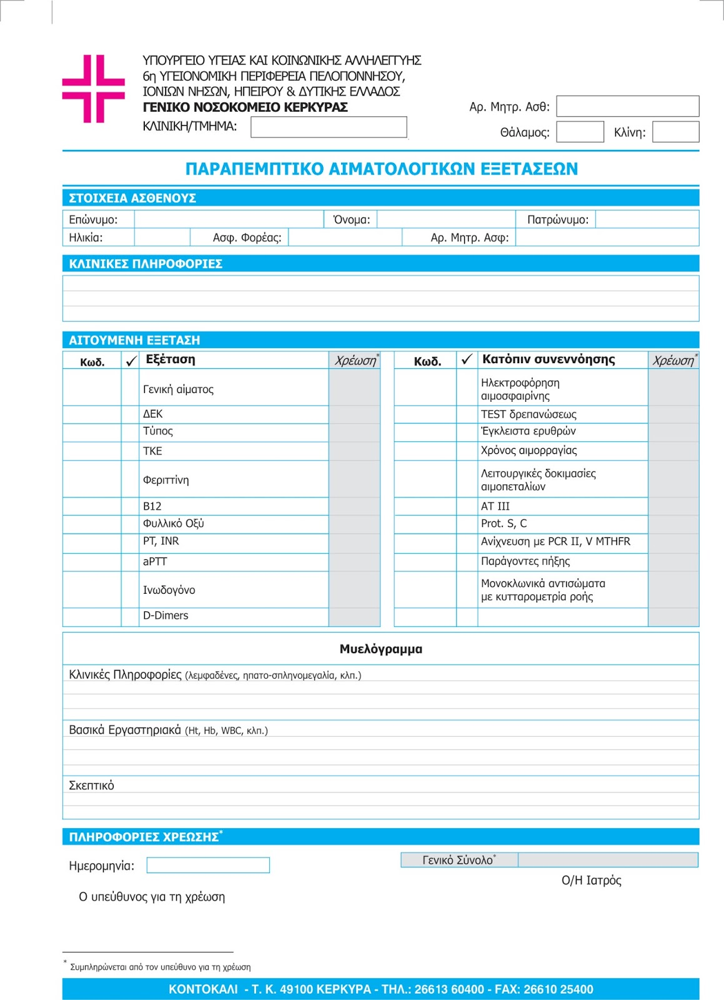 ΥΠΟΥΡΓΕΙΟ ΥΓΕΙΑΣ ΚΑΙ ΚΟΙΝΩΝΙΚΗΣ ΑΛΛΗΛΕΓΓΥΗΣ
6η ΥΓΕΙΟΝΟΜΙΚΗ ΠΕΡΙΦΕΡΕΙΑ ΠΕΛΟΠΟΝΝΗΣΟΥ,
ΙΟΝΙΩΝ ΝΗΣΩΝ, ΗΠΕΙΡΟΥ & ΔΥΤΙΚΗΣ ΕΛΛΑΔΟΣ
ΓΕΝΙΚΟ ΝΟΣΟΚΟΜΕΙΟ ΚΕΡΚΥΡΑΣ
ΚΛΙΝΙΚΗ/ΤΜΗΜΑ:
Αρ. Μητρ. Ασθ:
Θάλαμος: Κλίνη:
ΠΑΡΑΠΕΜΠΤΙΚΟ ΑΙΜΑΤΟΛΟΓΙΚΩΝ ΕΞΕΤΑΣΕΩΝ
ΣΤΟΙΧΕΙΑ ΑΣΘΕΝΟΥΣ
Επώνυμο: Όνομα: Πατρώνυμο:
Ηλικία: Ασφ. Φορέας: Αρ. Μητρ. Ασφ:
ΚΛΙΝΙΚΕΣ ΠΛΗΡΟΦΟΡΙΕΣ
ΑΙΤΟΥΜΕΝΗ ΕΞΕΤΑΣΗ
Κωδ. ✓ Εξέταση Χρέωση*
Γενική αίματος
ΔΕΚ
Τύπος
ΤΚΕ
Φεριττίνη
Β12
Φυλλικό Οξύ
PT, INR
aPTT
Ινωδογόνο
D-Dimers
Κωδ. ✓ Κατόπιν συνεννόησης Χρέωση*
Ηλεκτροφόρηση
αιμοσφαιρίνης
TEST δρεπανώσεως
Έγκλειστα ερυθρών
Χρόνος αιμορραγίας
Λειτουργικές δοκιμασίες
αιμοπεταλίων
AT III
Prot. S, C
Ανίχνευση με PCR II, V MTHFR
Παράγοντες πήξης
Μονοκλωνικά αντισώματα
με κυτταρομετρία ροής
Μυελόγραμμα
Κλινικές Πληροφορίες (λεμφαδένες, ηπατο-σπληνομεγαλία, κλπ.)
Βασικά Εργαστηριακά (Ht, Hb, WBC, κλπ.)
Σκεπτικό
ΠΛΗΡΟΦΟΡΙΕΣ ΧΡΕΩΣΗΣ*
Ημερομηνία:
Γενικό Σύνολο*
Ο/Η Ιατρός
Ο υπεύθυνος για τη χρέωση
* Συμπληρώνεται από τον υπεύθυνο για τη χρέωση
ΚΟΝΤΟΚΑΛΙ - Τ. Κ. 49100 ΚΕΡΚΥΡΑ - ΤΗΛ.: 26613 60400 - FAX: 26610 25400